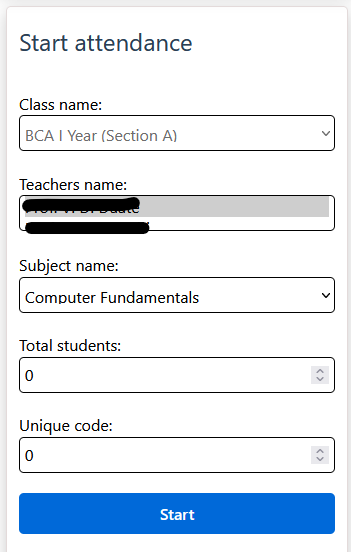 Start attendance
Class name:
BCA I Year (Section A)
Teachers name:
Subject name:
Computer Fundamentals
Total students:
0
Unique code:
0
Start